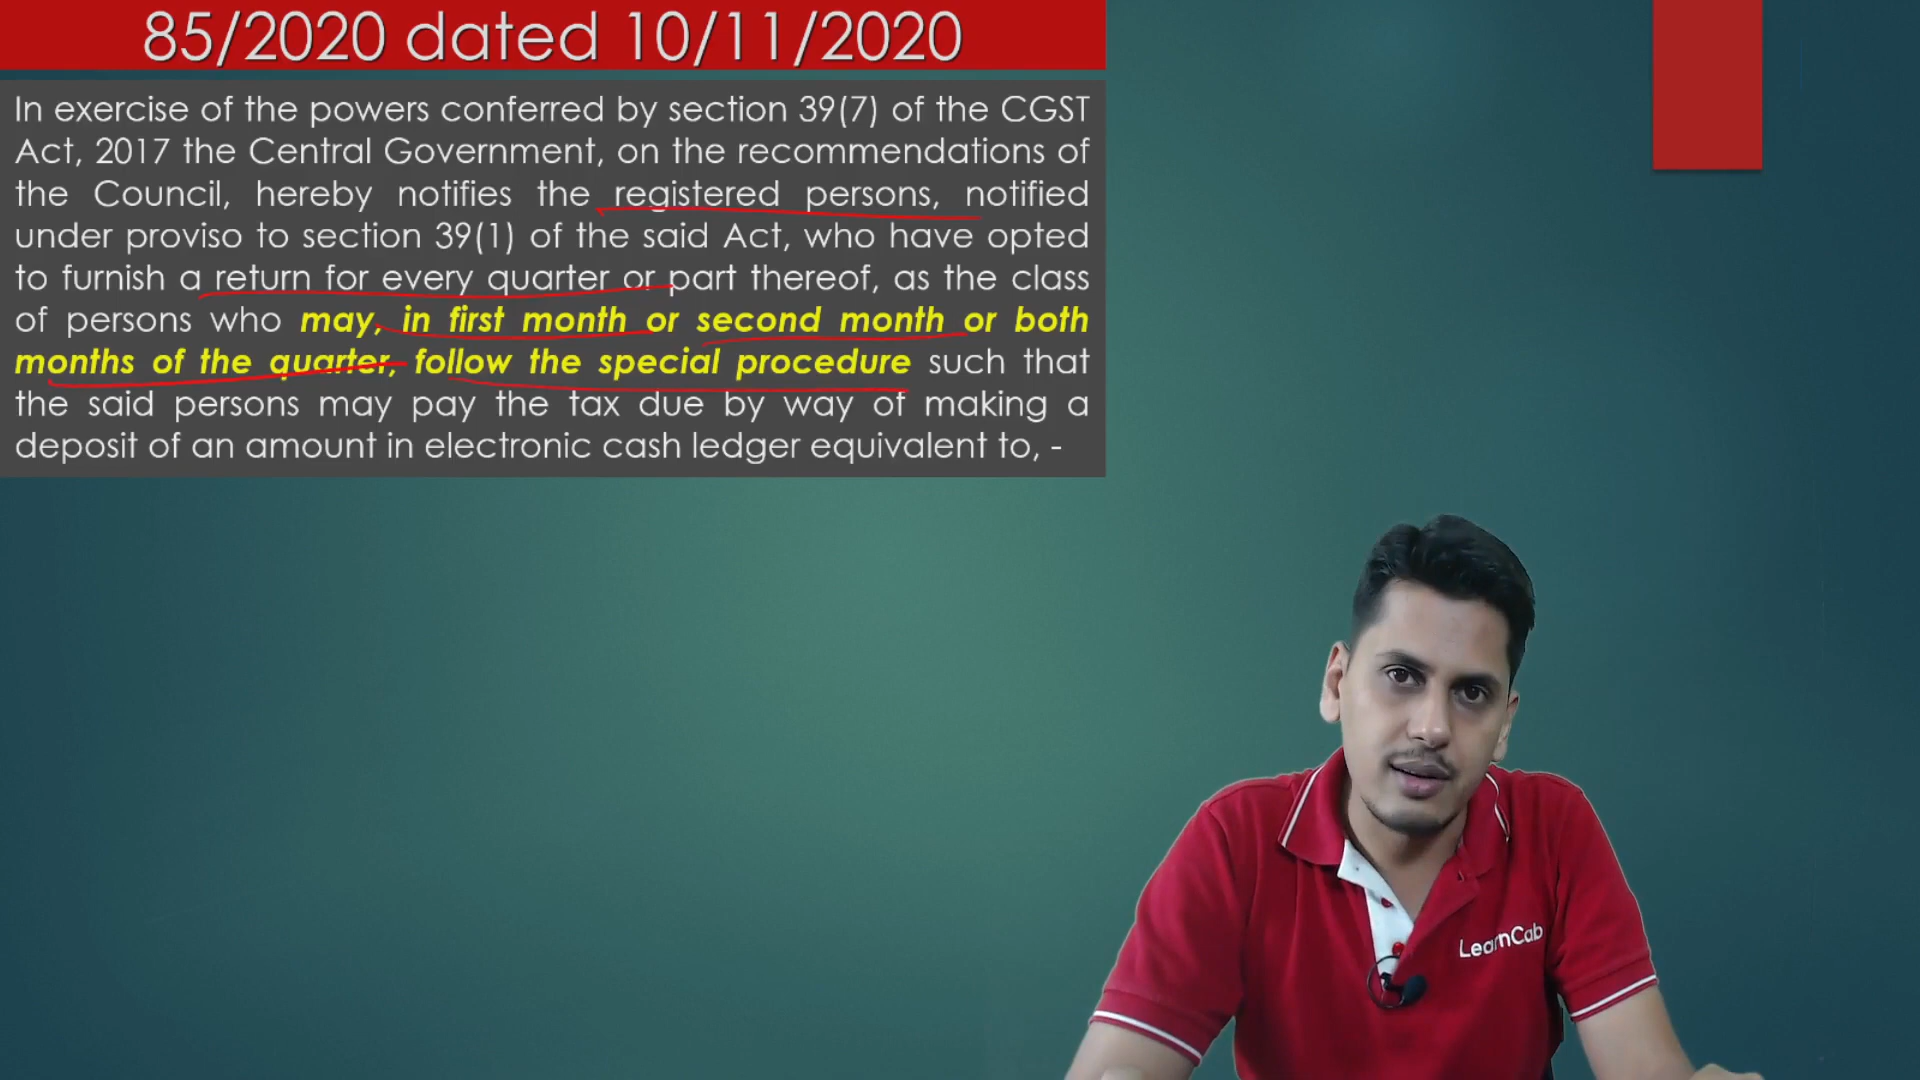 85/2020 dated 10/11/2020
In exercise of the powers conferred by section 39(7) of the CGST
Act, 2017 the Central Government, on the recommendations of
the Council, hereby notifies the registered persons, notified
under proviso to section 39(1) of the said Act, who have opted
to furnish a return for every quarter or part thereof, as the class
of persons who may, in first month or second month or both
months of the quarter, follow the special procedure such that
the said persons may pay the tax due by way of making a
deposit of an amount in electronic cash ledger equivalent to, -
LearnCab